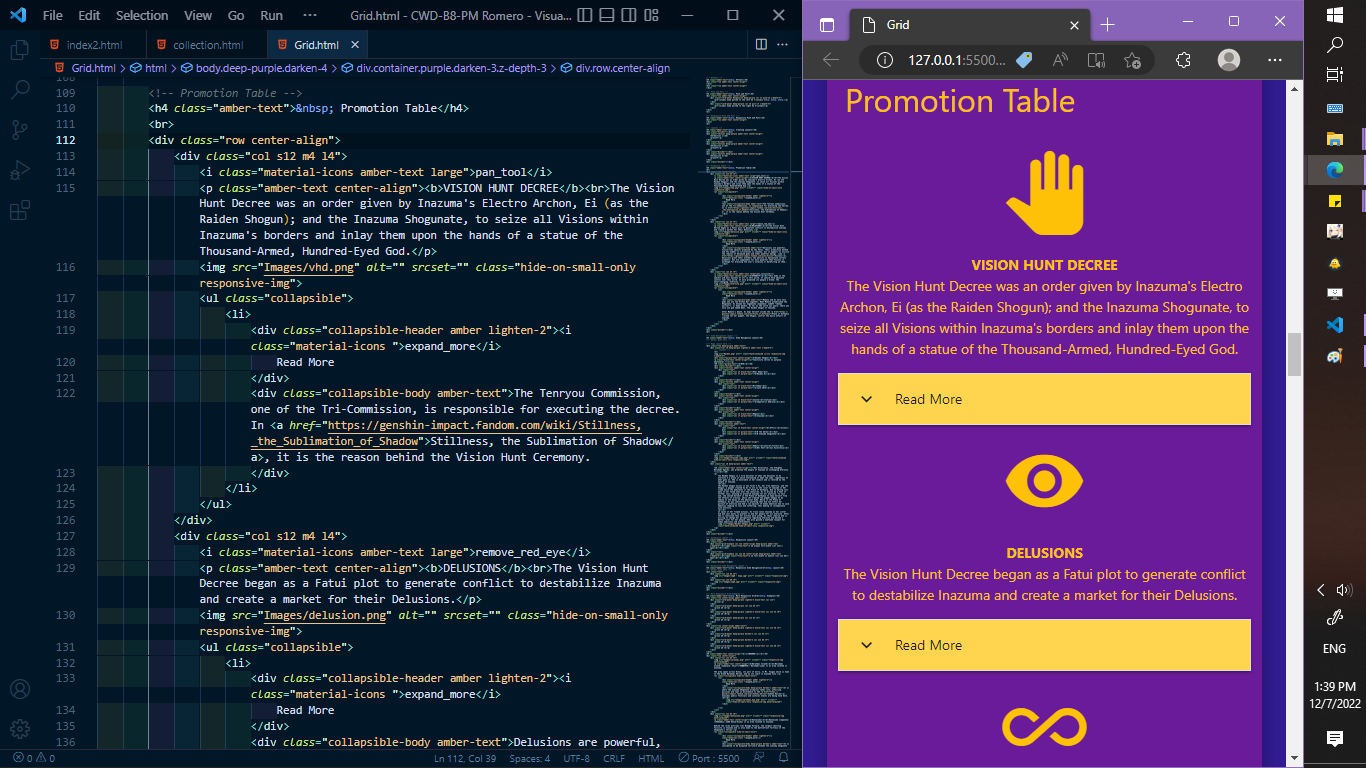 File Edit Selection View Go Run ··· Grid.html - CWD-B8-PM Romero - Visua...
index2.html collection.html Grid.html
Grid.html > html > body.deep-purple.darken-4 > div.container.purple.darken-3.z-depth-3 > div.row.center-align
108
109 <!-- Promotion Table -->
110 <h4 class="amber-text">&nbsp; Promotion Table</h4>
111 <br>
112 <div class="row center-align">
113 <div class="col s12 m4 l4">
114 <i class="material-icons amber-text large">pan_tool</i>
115 <p class="amber-text center-align"><b>VISION HUNT DECREE</b><br>The Vision
Hunt Decree was an order given by Inazuma's Electro Archon, Ei (as the
Raiden Shogun); and the Inazuma Shogunate, to seize all Visions within
Inazuma's borders and inlay them upon the hands of a statue of the
Thousand-Armed, Hundred-Eyed God.</p>
116 <img src="Images/vhd.png" alt="" srcset="" class="hide-on-small-only
responsive-img">
117 <ul class="collapsible">
118 <li>
119 <div class="collapsible-header amber lighten-2"><i
class="material-icons ">expand_more</i>
120 Read More
121 </div>
122 <div class="collapsible-body amber-text">The Tenryou Commission,
one of the Tri-Commission, is responsible for executing the decree.
In <a href="https://genshin-impact.fandom.com/wiki/Stillness,
_the_Sublimation_of_Shadow">Stillness, the Sublimation of Shadow</
a>, it is the reason behind the Vision Hunt Ceremony.
123 </div>
124 </li>
125 </ul>
126 </div>
127 <div class="col s12 m4 l4">
128 <i class="material-icons amber-text large">remove_red_eye</i>
129 <p class="amber-text center-align"><b>DELUSIONS</b><br>The Vision Hunt
Decree began as a Fatui plot to generate conflict to destabilize Inazuma
and create a market for their Delusions.</p>
130 <img src="Images/delusion.png" alt="" srcset="" class="hide-on-small-only
responsive-img">
131 <ul class="collapsible">
132 <li>
133 <div class="collapsible-header amber lighten-2"><i
class="material-icons ">expand_more</i>
134 Read More
135 </div>
136 <div class="collapsible-body amber-text">Delusions are powerful,
0 0 Ln 112, Col 39 Spaces: 4 UTF-8 CRLF HTML Port : 5500
Grid
127.0.0.1:5500...
Promotion Table
VISION HUNT DECREE
The Vision Hunt Decree was an order given by Inazuma's Electro
Archon, Ei (as the Raiden Shogun); and the Inazuma Shogunate, to
seize all Visions within Inazuma's borders and inlay them upon the
hands of a statue of the Thousand-Armed, Hundred-Eyed God.
Read More
DELUSIONS
The Vision Hunt Decree began as a Fatui plot to generate conflict
to destabilize Inazuma and create a market for their Delusions.
Read More
ENG
1:39 PM
12/7/2022